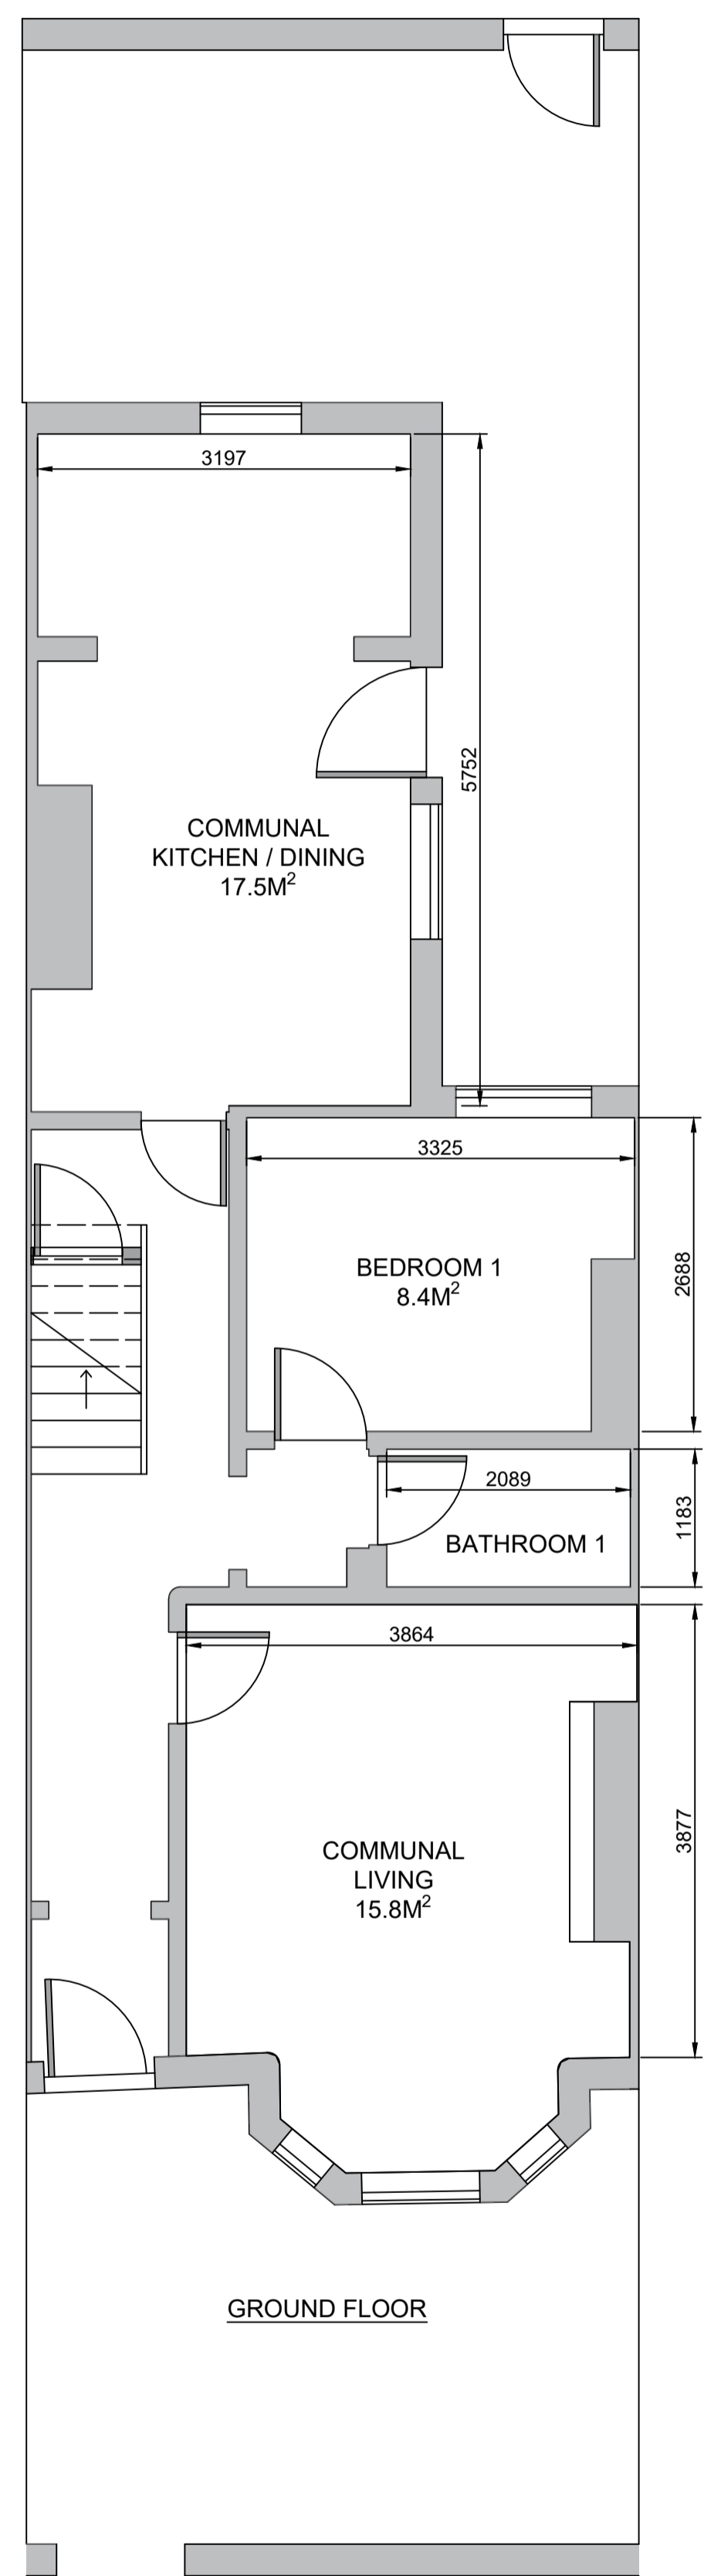 3197
5752
COMMUNAL
KITCHEN / DINING
17.5M²
3325
BEDROOM 1
8.4M²
2688
2089
BATHROOM 1
1183
3864
COMMUNAL
LIVING
15.8M²
3877
GROUND FLOOR